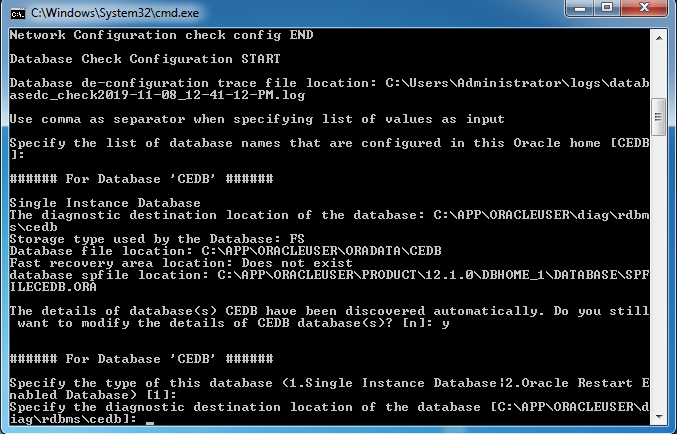 C:\Windows\System32\cmd.exe
Network Configuration check config END
Database Check Configuration START
Database de-configuration trace file location: C:\Users\Administrator\logs\datab
asedc_check2019-11-08_12-41-12-PM.log
Use comma as separator when specifying list of values as input
Specify the list of database names that are configured in this Oracle home [CEDB
]:
###### For Database 'CEDB' ######
Single Instance Database
The diagnostic destination location of the database: C:\APP\ORACLEUSER\diag\rdbm
s\cedb
Storage type used by the Database: FS
Database file location: C:\APP\ORACLEUSER\ORADATA\CEDB
Fast recovery area location: Does not exist
database spfile location: C:\APP\ORACLEUSER\PRODUCT\12.1.0\DBHOME_1\DATABASE\SPF
ILECEDB.ORA
The details of database(s) CEDB have been discovered automatically. Do you still
 want to modify the details of CEDB database(s)? [n]: y
###### For Database 'CEDB' ######
Specify the type of this database (1.Single Instance Database|2.Oracle Restart E
nabled Database) [1]:
Specify the diagnostic destination location of the database [C:\APP\ORACLEUSER\d
iag\rdbms\cedb]: